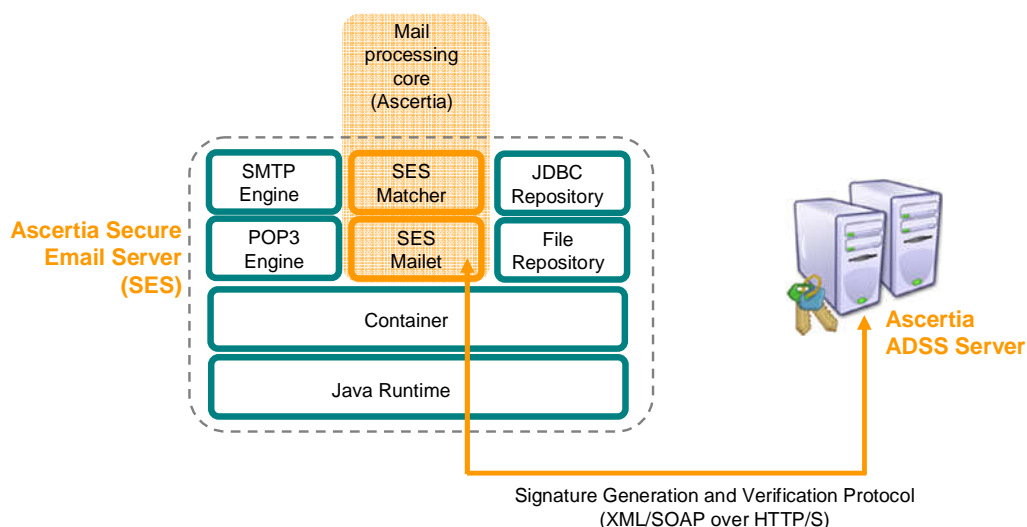 Mail
processing
core
(Ascertia)
SMTP
Engine
SES
Matcher
JDBC
Repository
Ascertia Secure
Email Server
(SES)
POP3
Engine
SES
Mailet
File
Repository
Container
Java Runtime
Ascertia
ADSS Server
Signature Generation and Verification Protocol
(XML/SOAP over HTTP/S)